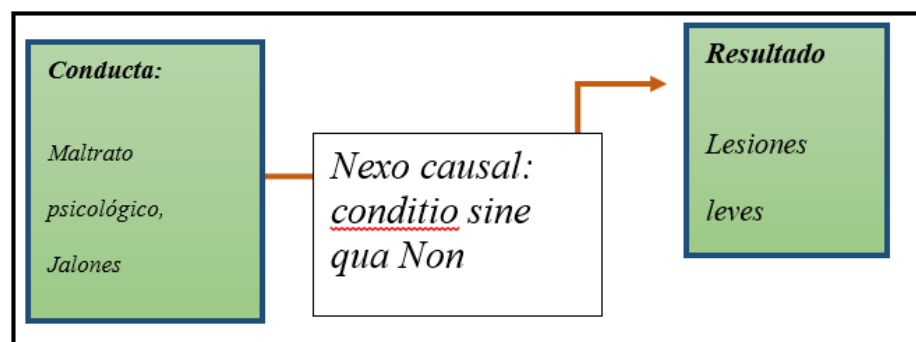 Conducta:
Maltrato
psicológico,
Jalones
Nexo causal:
conditio sine
qua Non
Resultado
Lesiones
leves